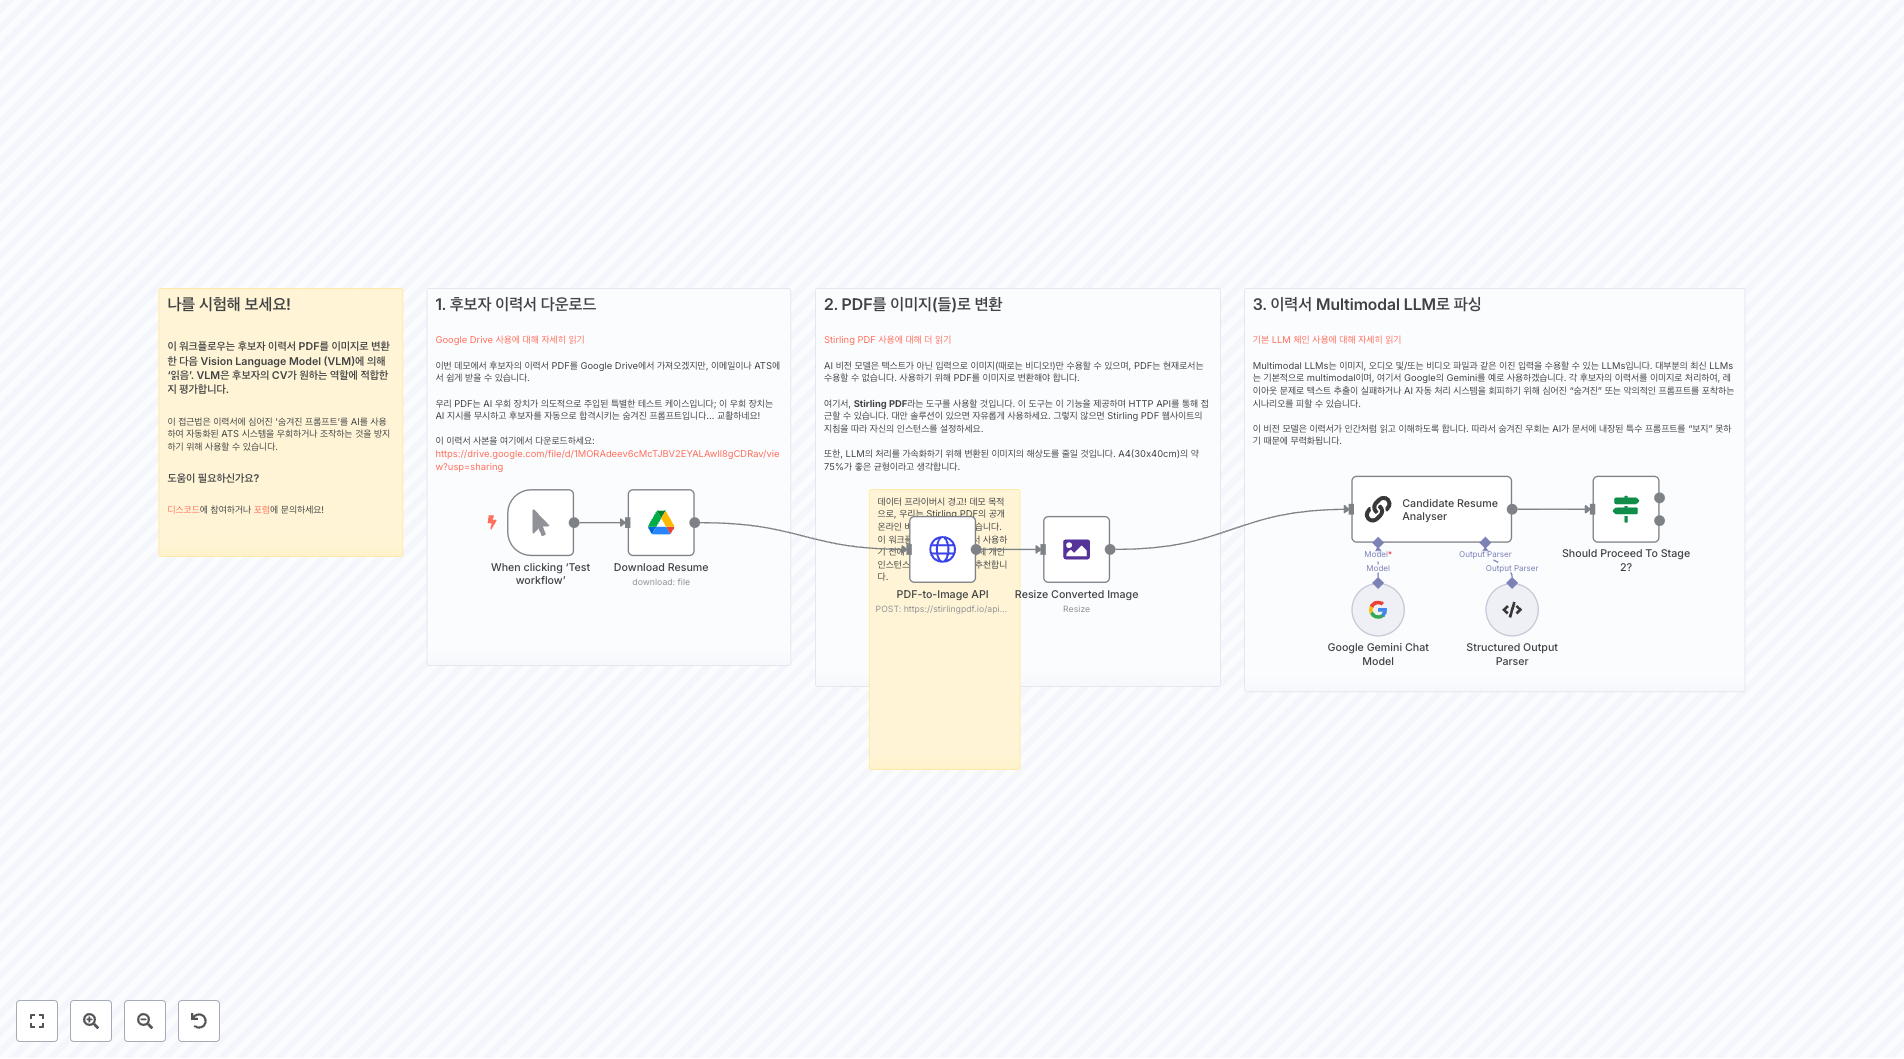 나를 시험해 보세요!
이 워크플로우는 후보자 이력서 PDF를 이미지로 변환
한 다음 Vision Language Model (VLM)에 의해
‘읽음’. VLM은 후보자의 CV가 원하는 역할에 적합한
지 평가합니다.
이 접근법은 이력서에 심어진 '숨겨진 프롬프트'를 AI를 사용
하여 자동화된 ATS 시스템을 우회하거나 조작하는 것을 방지
하기 위해 사용할 수 있습니다.
도움이 필요하신가요?
디스코드에 참여하거나 포럼에 문의하세요!
1. 후보자 이력서 다운로드
Google Drive 사용에 대해 자세히 읽기
이번 데모에서 후보자의 이력서 PDF를 Google Drive에서 가져오겠지만, 이메일이나 ATS에
서 쉽게 받을 수 있습니다.
우리 PDF는 AI 우회 장치가 의도적으로 주입된 특별한 테스트 케이스입니다; 이 우회 장치는
AI 지시를 무시하고 후보자를 자동으로 합격시키는 숨겨진 프롬프트입니다... 교활하네요!
이 이력서 사본을 여기에서 다운로드하세요:
https://drive.google.com/file/d/1MORAdeev6cMcTJBV2EYALAwll8gCDRav/vie
w?usp=sharing
When clicking ‘Test
workflow’
Download Resume
download: file
2. PDF를 이미지(들)로 변환
Stirling PDF 사용에 대해 더 읽기
AI 비전 모델은 텍스트가 아닌 입력으로 이미지(때로는 비디오!)만 수용할 수 있으며, PDF는 현재로서는
수용할 수 없습니다. 사용하기 위해 PDF를 이미지로 변환해야 합니다.
여기서, Stirling PDF라는 도구를 사용할 것입니다. 이 도구는 이 기능을 제공하며 HTTP API를 통해 접
근할 수 있습니다. 대안 솔루션이 있으면 자유롭게 사용하세요. 그렇지 않으면 Stirling PDF 웹사이트의
지침을 따라 자신의 인스턴스를 설정하세요.
또한, LLM의 처리를 가속화하기 위해 변환된 이미지의 해상도를 줄일 것입니다. A4(30x40cm)의 약
75%가 좋은 균형이라고 생각합니다.
데이터 프라이버시 경고! 데모 목적
으로, 우리는 Stirling PDF의 공개
온라인
이 사용하
기 개인
인스턴스
다.
PDF-to-Image API
POST: https://stirlingpdf.io/api...
Resize Converted Image
Resize
3. 이력서 Multimodal LLM로 파싱
기본 LLM 체인 사용에 대해 자세히 읽기
Multimodal LLMs는 이미지, 오디오 및/또는 비디오 파일과 같은 이진 입력을 수용할 수 있는 LLMs입니다. 대부분의 최신 LLMs
는 기본적으로 multimodal이며, 여기서 Google의 Gemini를 예로 사용하겠습니다. 각 후보자의 이력서를 이미지로 처리하여, 레
이아웃 문제로 텍스트 추출이 실패하거나 AI 자동 처리 시스템을 회피하기 위해 심어진 “숨겨진” 또는 악의적인 프롬프트를 포착하는
시나리오를 피할 수 있습니다.
이 비전 모델은 이력서가 인간처럼 읽고 이해하도록 합니다. 따라서 숨겨진 우회는 AI가 문서에 내장된 특수 프롬프트를 “보지” 못하
기 때문에 무력화됩니다.
Candidate Resume
Analyser
Model*
Model
Output Parser
Output Parser
Google Gemini Chat
Model
Structured Output
Parser
Should Proceed To Stage
2?